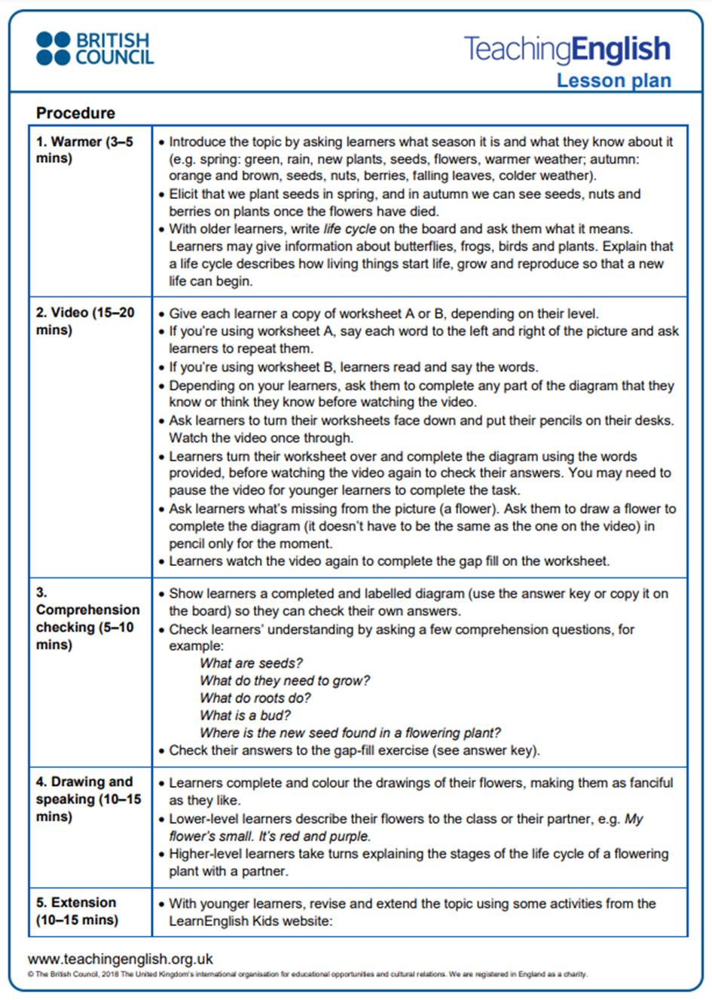 BRITISH
COUNCIL
TeachingEnglish
Lesson plan
Procedure
1. Warmer (3–5
mins)
• Introduce the topic by asking learners what season it is and what they know about it
(e.g. spring: green, rain, new plants, seeds, flowers, warmer weather; autumn:
orange and brown, seeds, nuts, berries, falling leaves, colder weather).
• Elicit that we plant seeds in spring, and in autumn we can see seeds, nuts and
berries on plants once the flowers have died.
• With older learners, write life cycle on the board and ask them what it means.
Learners may give information about butterflies, frogs, birds and plants. Explain that
a life cycle describes how living things start life, grow and reproduce so that a new
life can begin.
2. Video (15–20
mins)
• Give each learner a copy of worksheet A or B, depending on their level.
• If you're using worksheet A, say each word to the left and right of the picture and ask
learners to repeat them.
• If you're using worksheet B, learners read and say the words.
• Depending on your learners, ask them to complete any part of the diagram that they
know or think they know before watching the video.
• Ask learners to turn their worksheets face down and put their pencils on their desks.
Watch the video once through.
• Learners turn their worksheet over and complete the diagram using the words
provided, before watching the video again to check their answers. You may need to
pause the video for younger learners to complete the task.
• Ask learners what's missing from the picture (a flower). Ask them to draw a flower to
complete the diagram (it doesn't have to be the same as the one on the video) in
pencil only for the moment.
• Learners watch the video again to complete the gap fill on the worksheet.
3.
Comprehension
checking (5–10
mins)
• Show learners a completed and labelled diagram (use the answer key or copy it on
the board) so they can check their own answers.
• Check learners' understanding by asking a few comprehension questions, for
example:
What are seeds?
What do they need to grow?
What do roots do?
What is a bud?
Where is the new seed found in a flowering plant?
• Check their answers to the gap-fill exercise (see answer key).
4. Drawing and
speaking (10–15
mins)
• Learners complete and colour the drawings of their flowers, making them as fanciful
as they like.
• Lower-level learners describe their flowers to the class or their partner, e.g. My
flower's small. It's red and purple.
• Higher-level learners take turns explaining the stages of the life cycle of a flowering
plant with a partner.
5. Extension
(10–15 mins)
• With younger learners, revise and extend the topic using some activities from the
LearnEnglish Kids website:
www.teachingenglish.org.uk
© The British Council, 2018 The United Kingdom's international organisation for educational opportunities and cultural relations. We are registered in England as a charity.